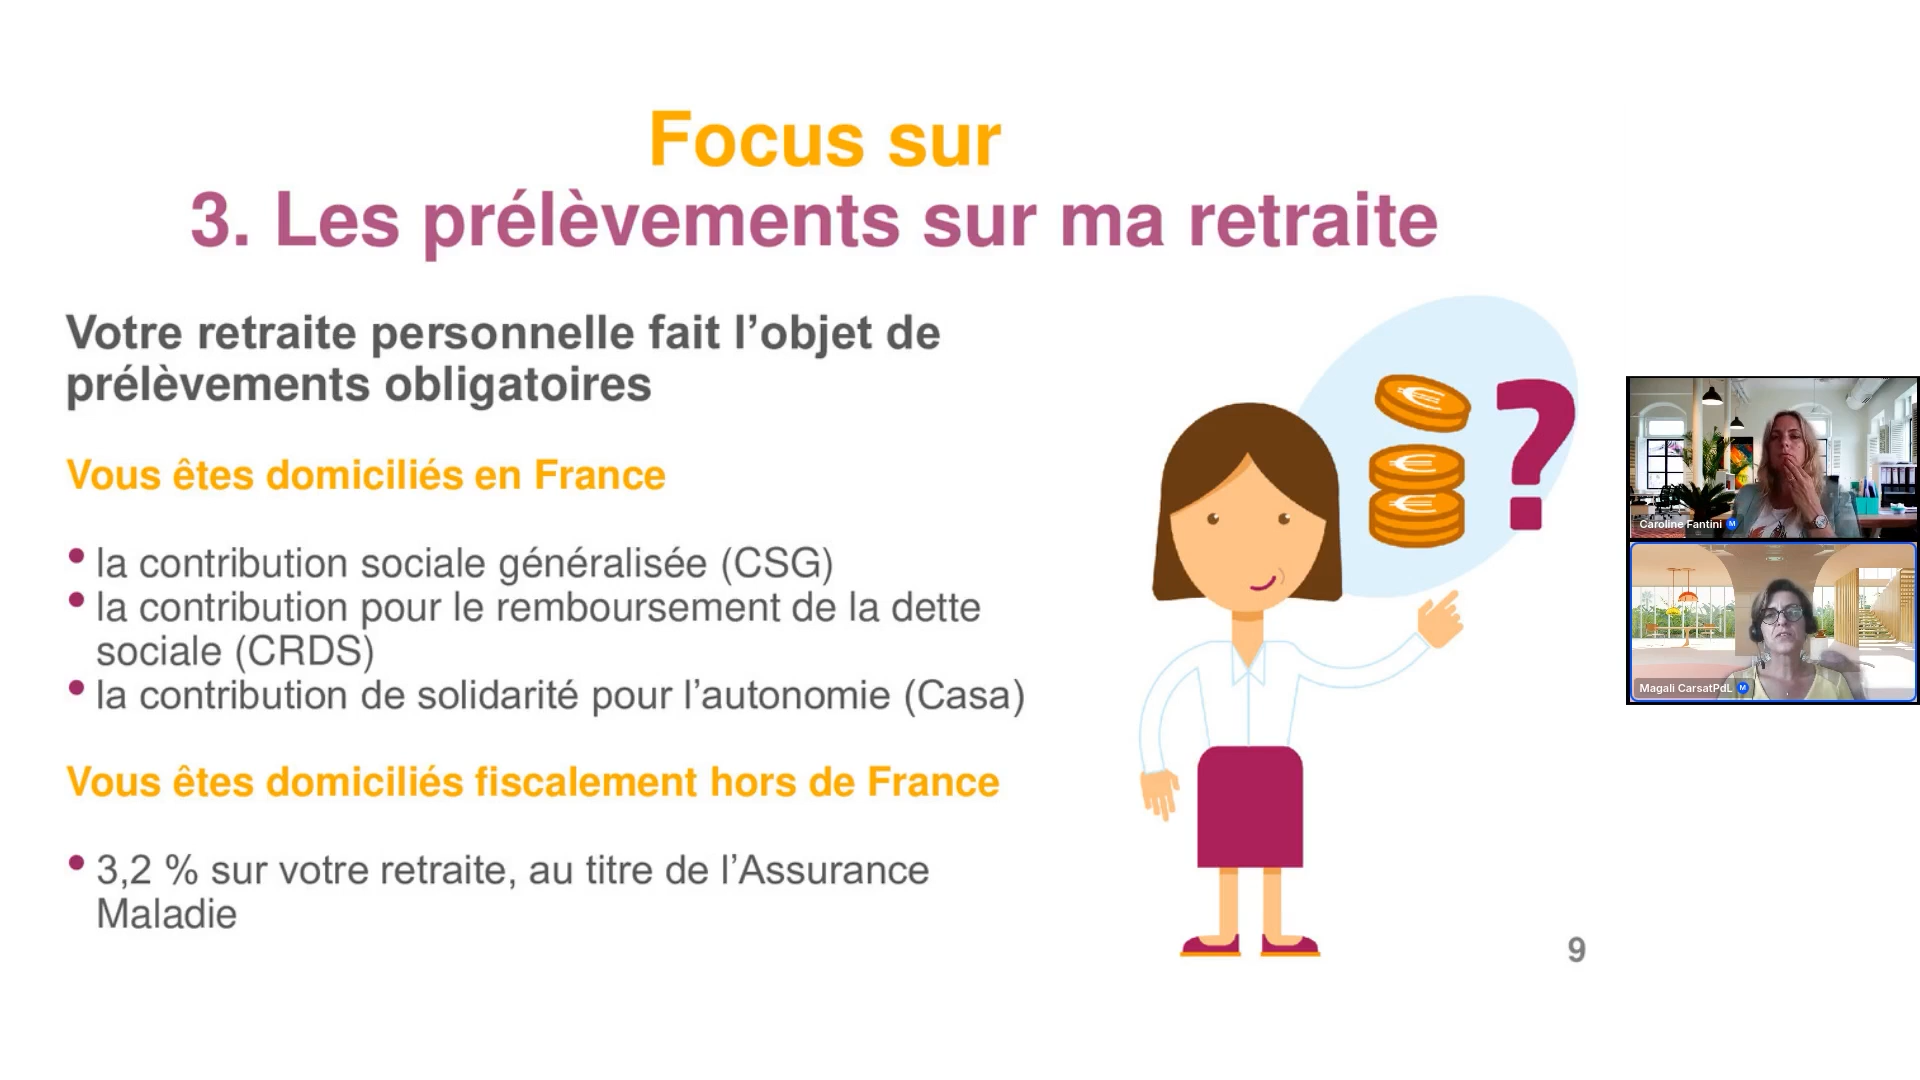 Focus sur
3. Les prélèvements sur ma retraite
Votre retraite personnelle fait l’objet de
prélèvements obligatoires
Vous êtes domiciliés en France
• la contribution sociale généralisée (CSG)
• la contribution pour le remboursement de la dette
sociale (CRDS)
• la contribution de solidarité pour l’autonomie (Casa)
Vous êtes domiciliés fiscalement hors de France
• 3,2 % sur votre retraite, au titre de l’Assurance
Maladie
9
Caroline Fantini M
Magali CarsatPdL M